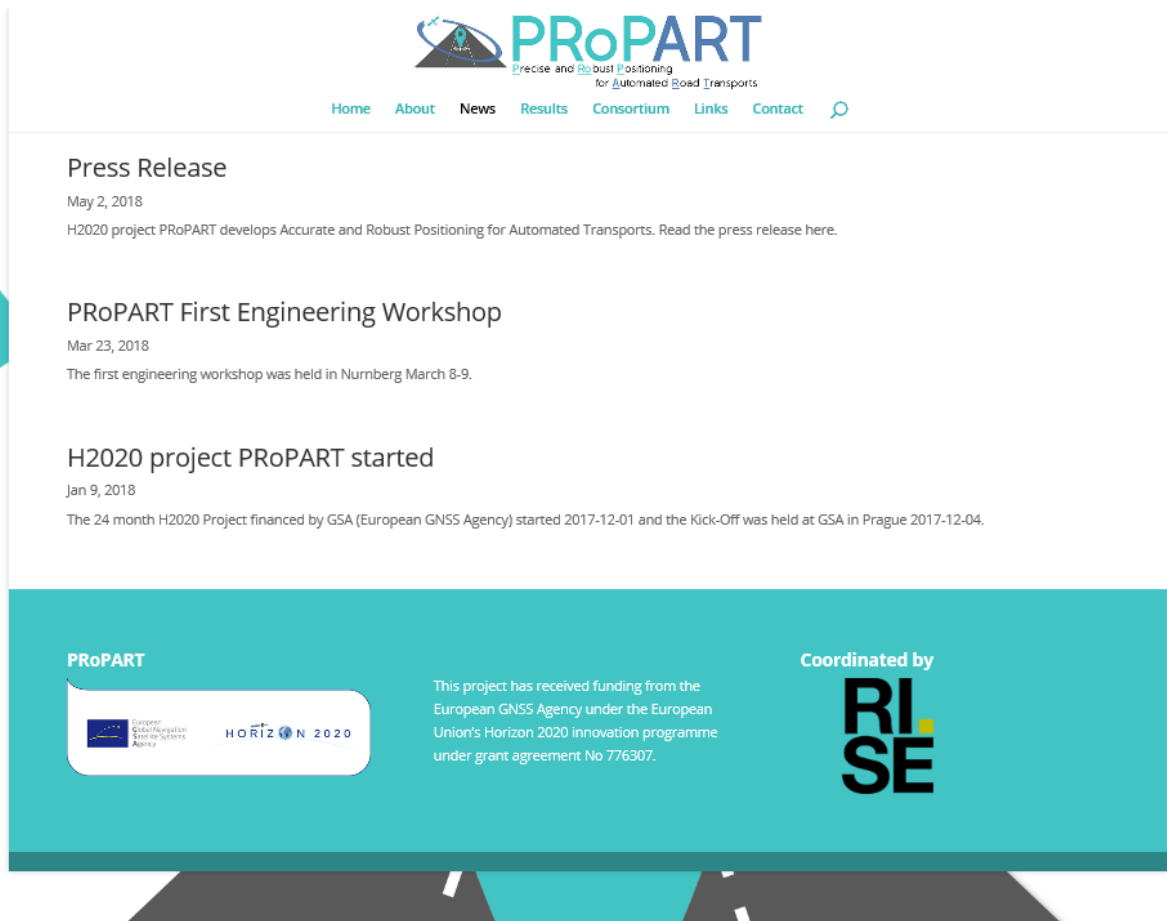 PRoPART
Precise and Robust Positioning
for Automated Road Transports
Home About News Results Consortium Links Contact
Press Release
May 2, 2018
H2020 project PRoPART develops Accurate and Robust Positioning for Automated Transports. Read the press release here.
PRoPART First Engineering Workshop
Mar 23, 2018
The first engineering workshop was held in Nurnberg March 8-9.
H2020 project PRoPART started
Jan 9, 2018
The 24 month H2020 Project financed by GSA (European GNSS Agency) started 2017-12-01 and the Kick-Off was held at GSA in Prague 2017-12-04.
PRoPART
European
Global Navigation
Satellite Systems
Agency
HORIZON 2020
This project has received funding from the
European GNSS Agency under the European
Union's Horizon 2020 innovation programme
under grant agreement No 776307.
Coordinated by
RI.
SE